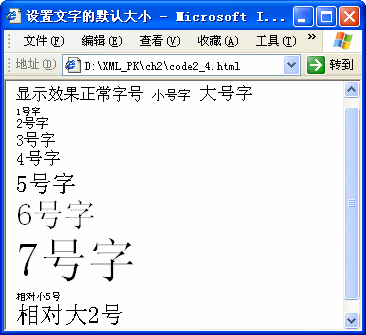 设置文字的默认大小 - Microsoft I...
文件(F) 编辑(E) 查看(V) 收藏(A) 工具(T) »
地址(D) D:\XML_PK\ch2\code2_4.html 转到
显示效果正常字号 小号字 大号字
1号字
2号字
3号字
4号字
5号字
6号字
7号字
相对小5号
相对大2号